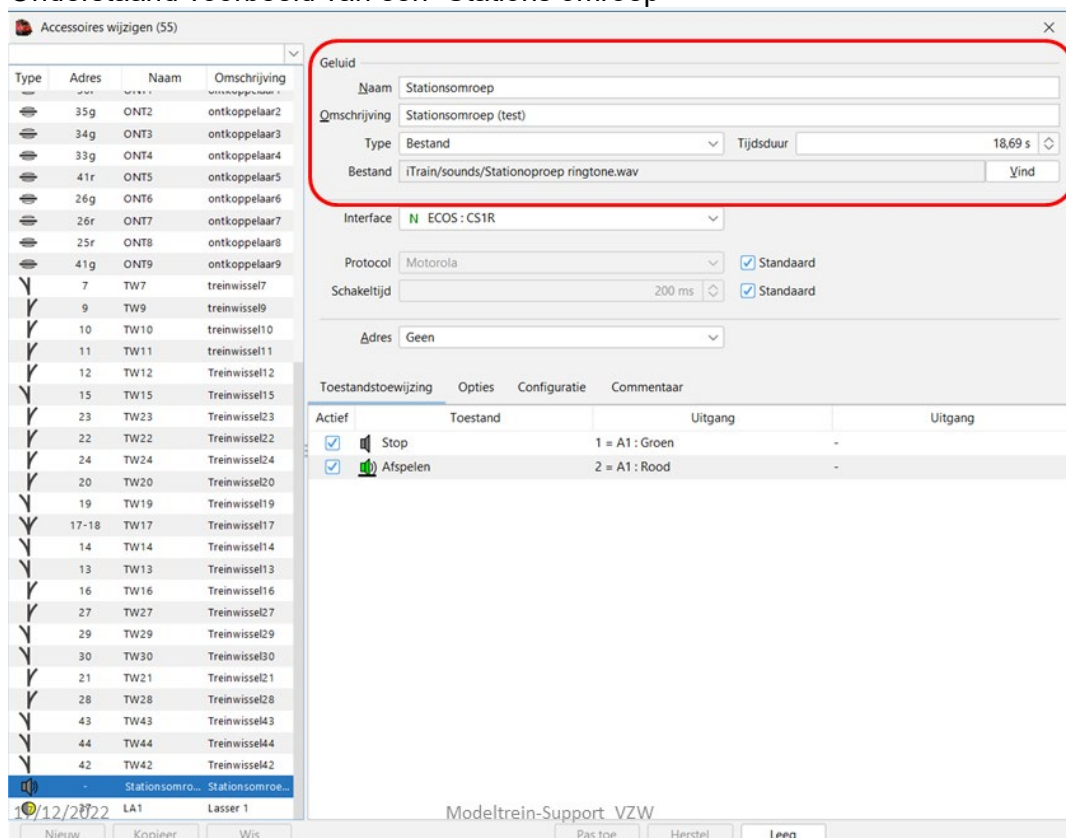 Accessoires wijzigen (55)
Type Adres Naam Omschrijving
35g ONT2 ontkoppelaar2
34g ONT3 ontkoppelaar3
33g ONT4 ontkoppelaar4
41r ONT5 ontkoppelaar5
26g ONT6 ontkoppelaar6
26r ONT7 ontkoppelaar7
25r ONT8 ontkoppelaar8
41g ONT9 ontkoppelaar9
7 TW7 treinwissel7
9 TW9 treinwissel9
10 TW10 treinwissel10
11 TW11 treinwissel11
12 TW12 Treinwissel12
15 TW15 Treinwissel15
23 TW23 Treinwissel23
22 TW22 Treinwissel22
24 TW24 Treinwissel24
20 TW20 Treinwissel20
19 TW19 Treinwissel19
17-18 TW17 Treinwissel17
14 TW14 Treinwissel14
13 TW13 Treinwissel13
16 TW16 Treinwissel16
27 TW27 Treinwissel27
29 TW29 Treinwissel29
30 TW30 Treinwissel30
21 TW21 Treinwissel21
28 TW28 Treinwissel28
43 TW43 Treinwissel43
44 TW44 Treinwissel44
42 TW42 Treinwissel42
- Stationsomro... Stationsomroe...
37 LA1 Lasser 1
Nieuw Kopieer Wis
Geluid
Naam Stationsomroep
Omschrijving Stationsomroep (test)
Type Bestand Tijdsduur 18,69 s
Bestand iTrain/sounds/Stationoproep ringtone.wav Vind
Interface N ECOS : CS1R
Protocol Motorola Standaard
Schakeltijd 200 ms Standaard
Adres Geen
Toestandstoewijzing Opties Configuratie Commentaar
Actief Toestand Uitgang Uitgang
Stop 1 = A1 : Groen -
Afspelen 2 = A1 : Rood -
Modeltrein-Support VZW
Pas toe Herstel Leeg